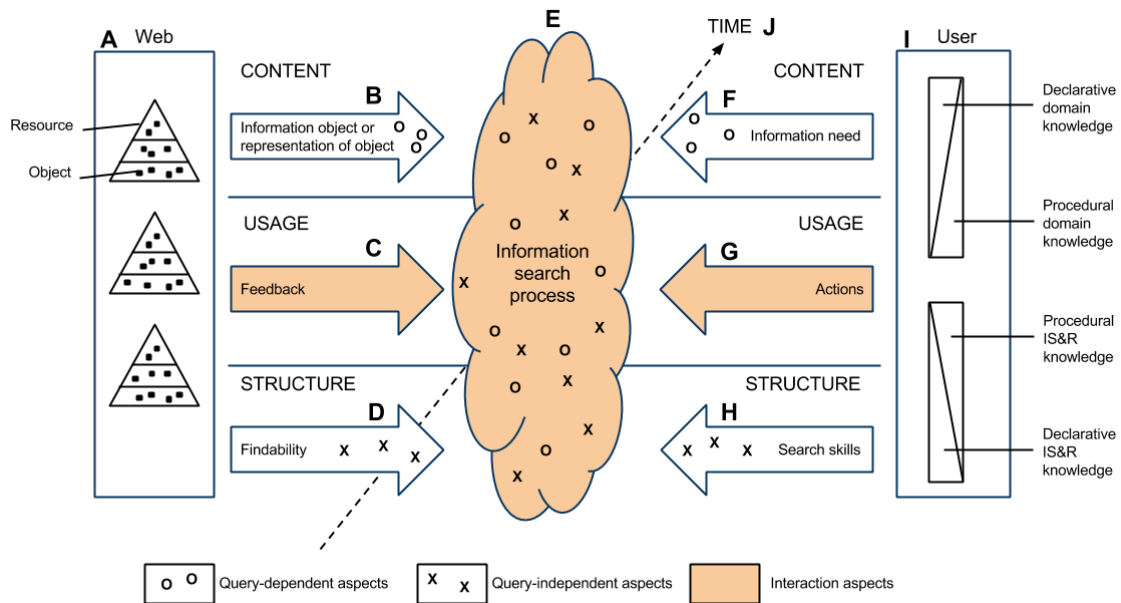 A Web
Resource
Object
CONTENT
B
Information object or
representation of object
USAGE
C
Feedback
STRUCTURE
D
Findability
E
Information
search
process
TIME J
CONTENT
F
Information need
USAGE
G
Actions
STRUCTURE
H
Search skills
I User
Declarative
domain
knowledge
Procedural
domain
knowledge
Procedural
IS&R
knowledge
Declarative
IS&R
knowledge
Query-dependent aspects
Query-independent aspects
Interaction aspects